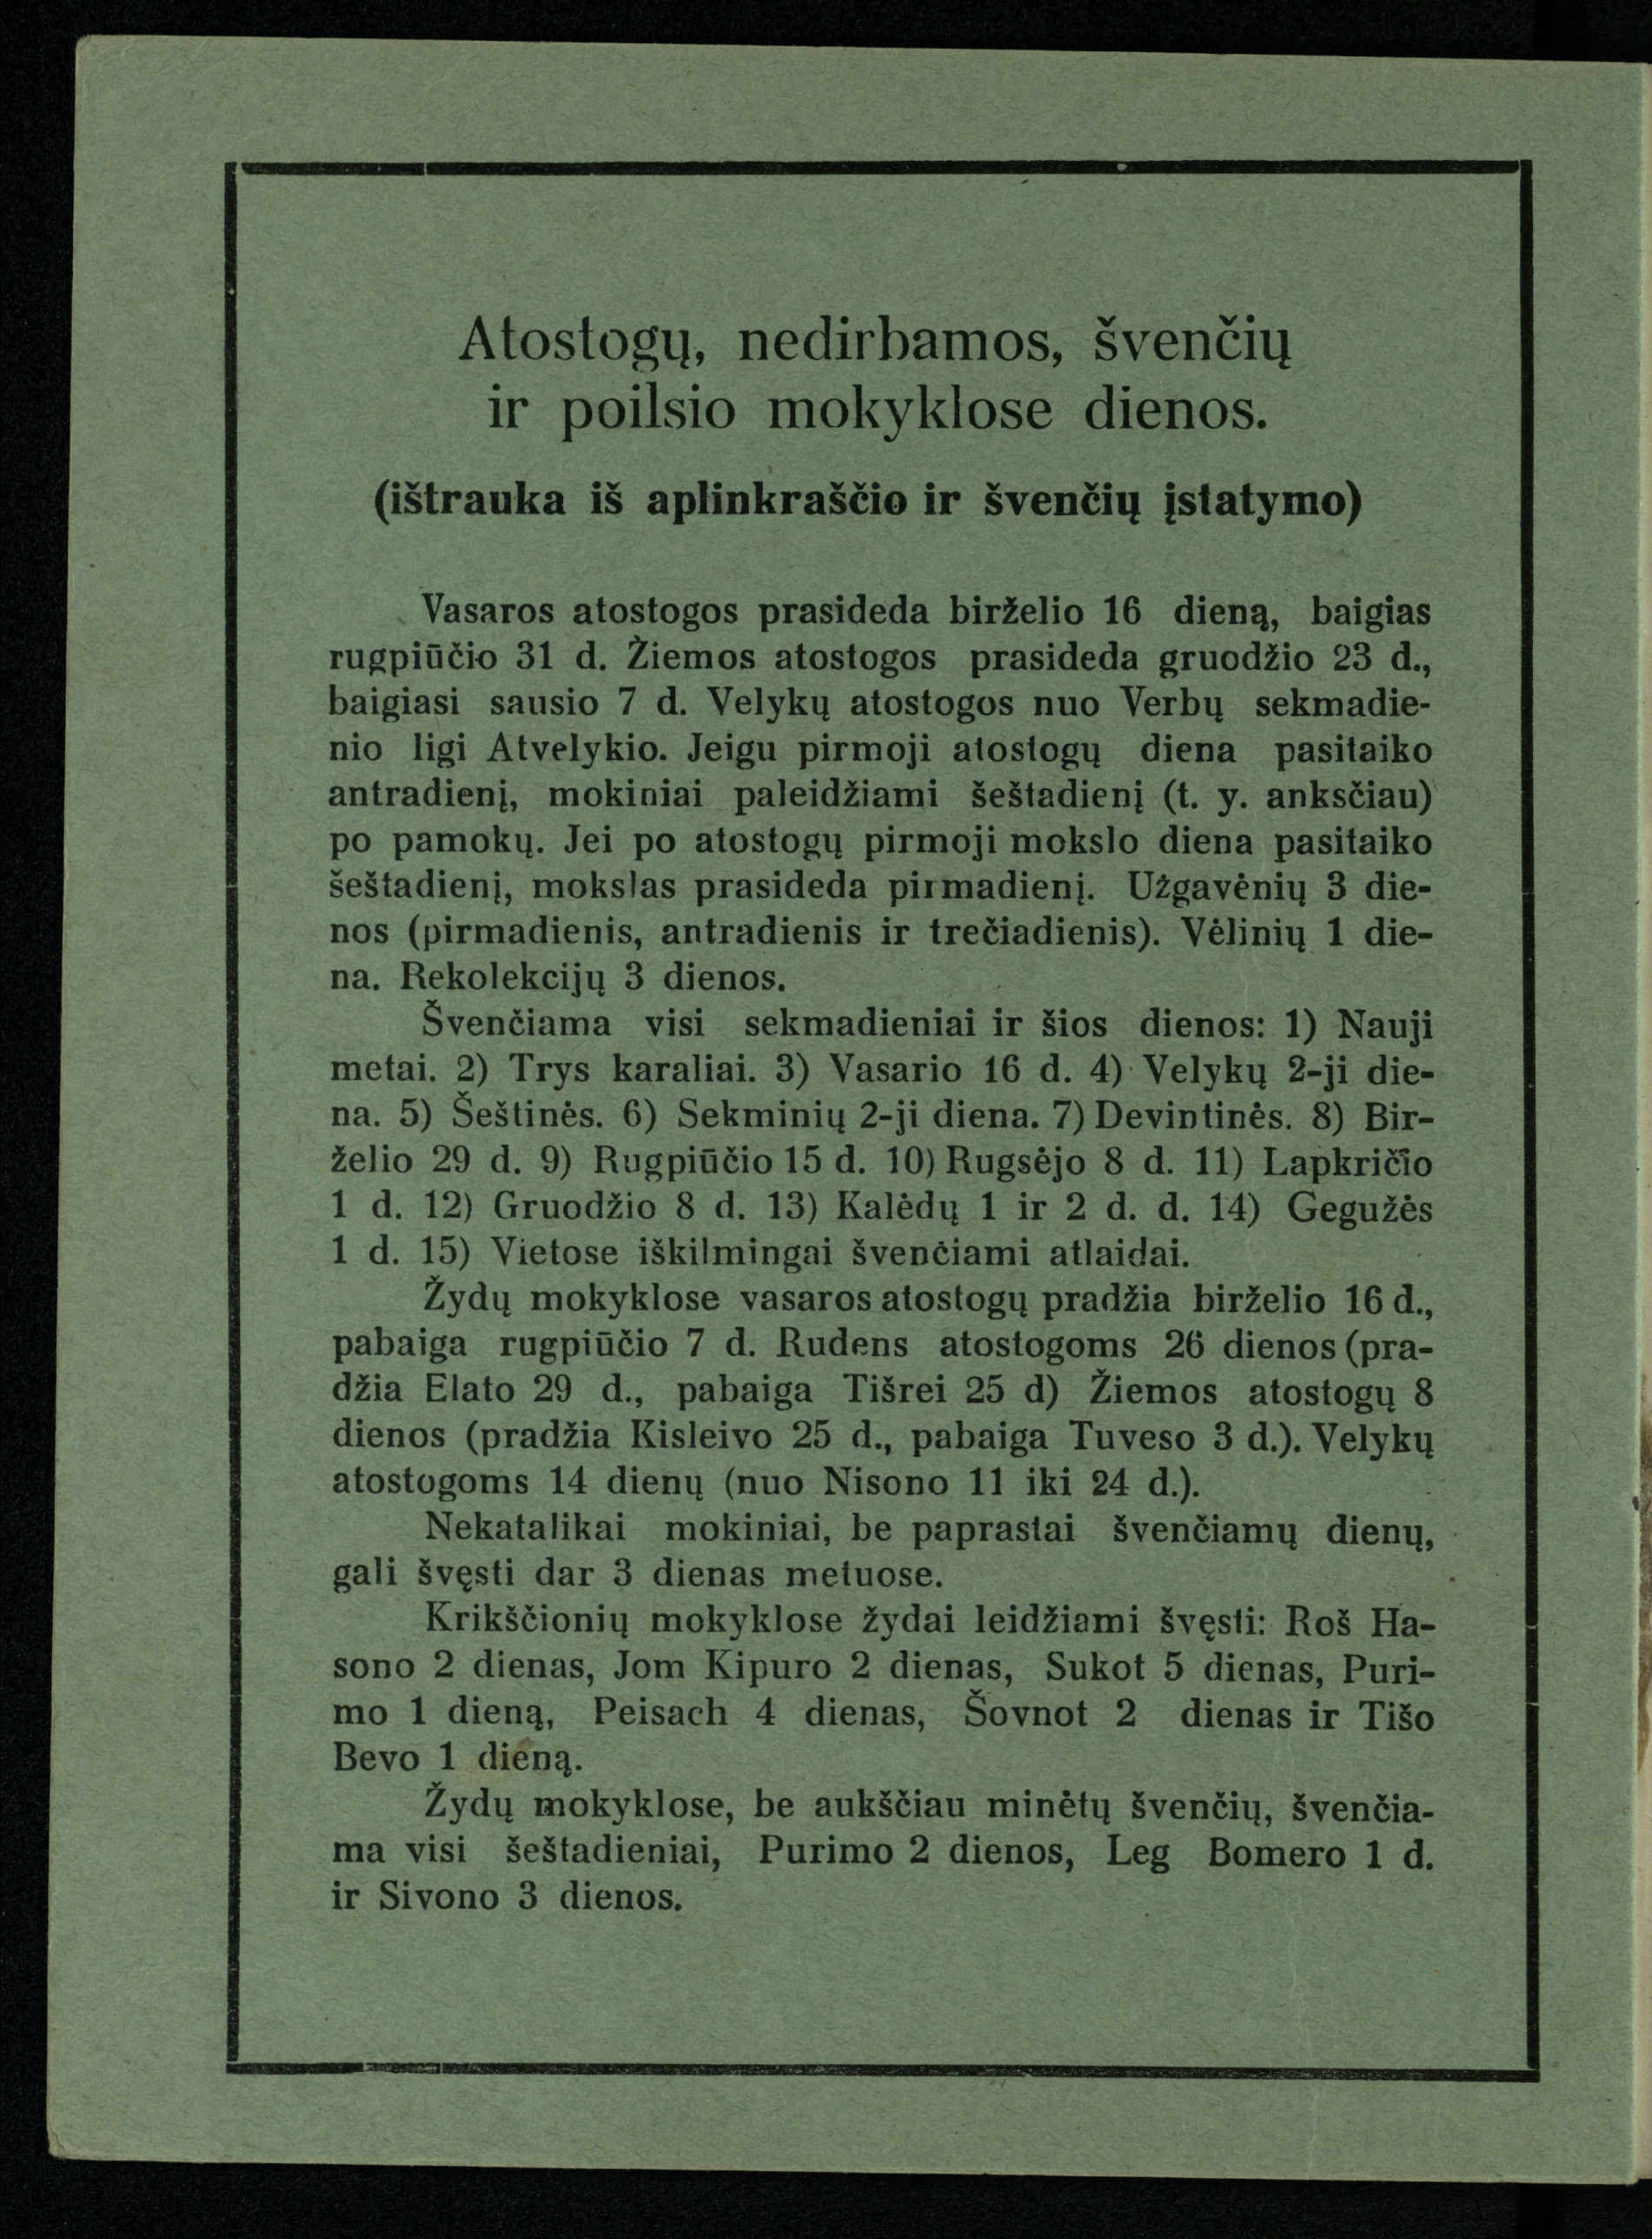 Atostogų, nedirbamos, švenčių
ir poilsio mokyklose dienos.
(ištrauka iš aplinkraščio ir švenčių įstatymo)
Vasaros atostogos prasideda birželio 16 dieną, baigias
rugpiūčio 31 d. Žiemos atostogos prasideda gruodžio 23 d.,
baigiasi sausio 7 d. Velykų atostogos nuo Verbų sekmadie-
nio ligi Atvelykio. Jeigu pirmoji atostogų diena pasitaiko
antradienį, mokiniai paleidžiami šeštadienį (t. y. anksčiau)
po pamokų. Jei po atostogų pirmoji mokslo diena pasitaiko
šeštadienį, mokslas prasideda pirmadienį. Užgavėnių 3 die-
nos (pirmadienis, antradienis ir trečiadienis). Vėlinių 1 die-
na. Rekolekcijų 3 dienos.
Švenčiama visi sekmadieniai ir šios dienos: 1) Nauji
metai. 2) Trys karaliai. 3) Vasario 16 d. 4) Velykų 2-ji die-
na. 5) Šeštinės. 6) Sekminių 2-ji diena. 7) Devintinės. 8) Bir-
želio 29 d. 9) Rugpiūčio 15 d. 10) Rugsėjo 8 d. 11) Lapkričio
1 d. 12) Gruodžio 8 d. 13) Kalėdų 1 ir 2 d. d. 14) Gegužės
1 d. 15) Vietose iškilmingai švenčiami atlaidai.
Žydų mokyklose vasaros atostogų pradžia birželio 16 d.,
pabaiga rugpiūčio 7 d. Rudens atostogoms 26 dienos (pra-
džia Elato 29 d., pabaiga Tišrei 25 d) Žiemos atostogų 8
dienos (pradžia Kisleivo 25 d., pabaiga Tuveso 3 d.). Velykų
atostogoms 14 dienų (nuo Nisono 11 iki 24 d.).
Nekatalikai mokiniai, be paprastai švenčiamų dienų,
gali švęsti dar 3 dienas metuose.
Krikščionių mokyklose žydai leidžiami švęsti: Roš Ha-
sono 2 dienas, Jom Kipuro 2 dienas, Sukot 5 dienas, Puri-
mo 1 dieną, Peisach 4 dienas, Šovnot 2 dienas ir Tišo
Bevo 1 dieną.
Žydų mokyklose, be aukščiau minėtų švenčių, švenčia-
ma visi šeštadieniai, Purimo 2 dienos, Leg Bomero 1 d.
ir Sivono 3 dienos.